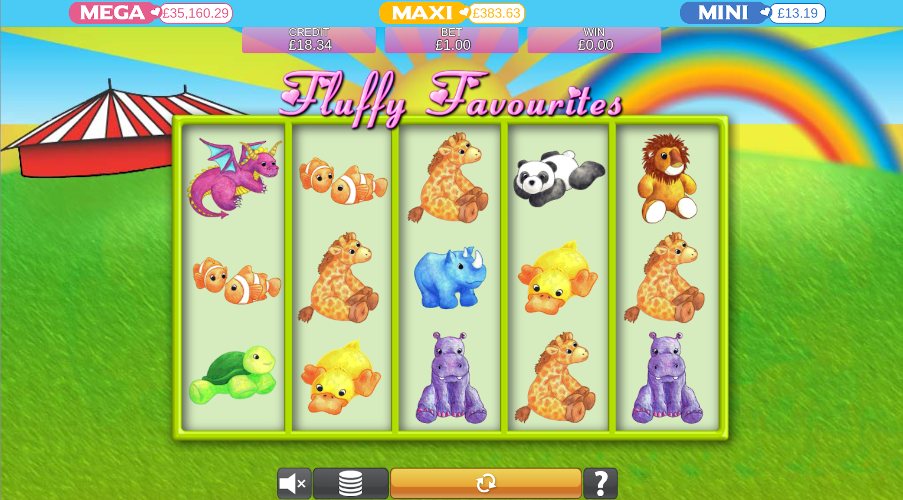 MEGA £35,160.29 MAXI £383.63 MINI £13.19
CREDIT BET WIN
£18.34 £1.00 £0.00
Fluffy Favourites
?